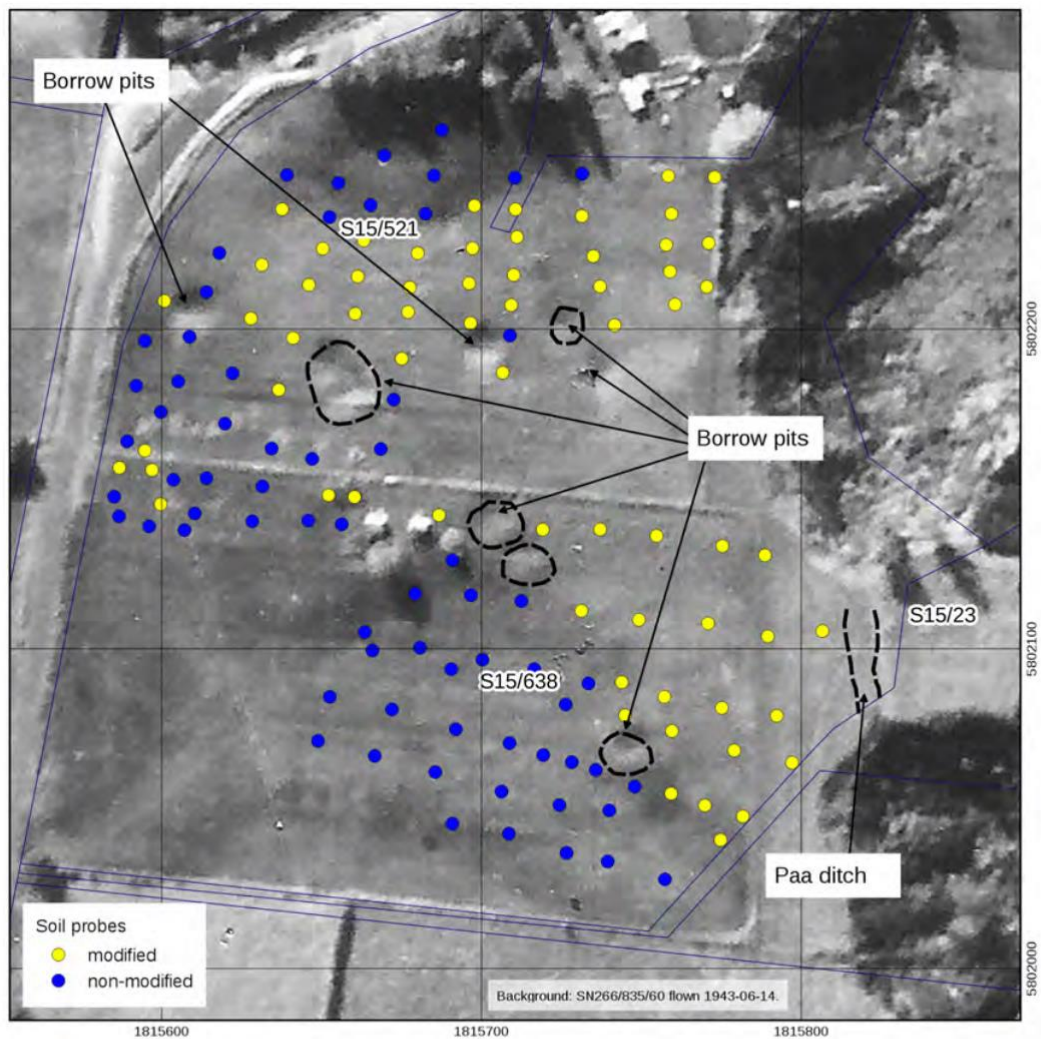 Borrow pits
S15/521
5802200
Borrow pits
S15/23
5802100
S15/638
Paa ditch
Soil probes
modified
non-modified
Background: SN266/835/60 flown 1943-06-14.
5802000
1815600
1815700
1815800